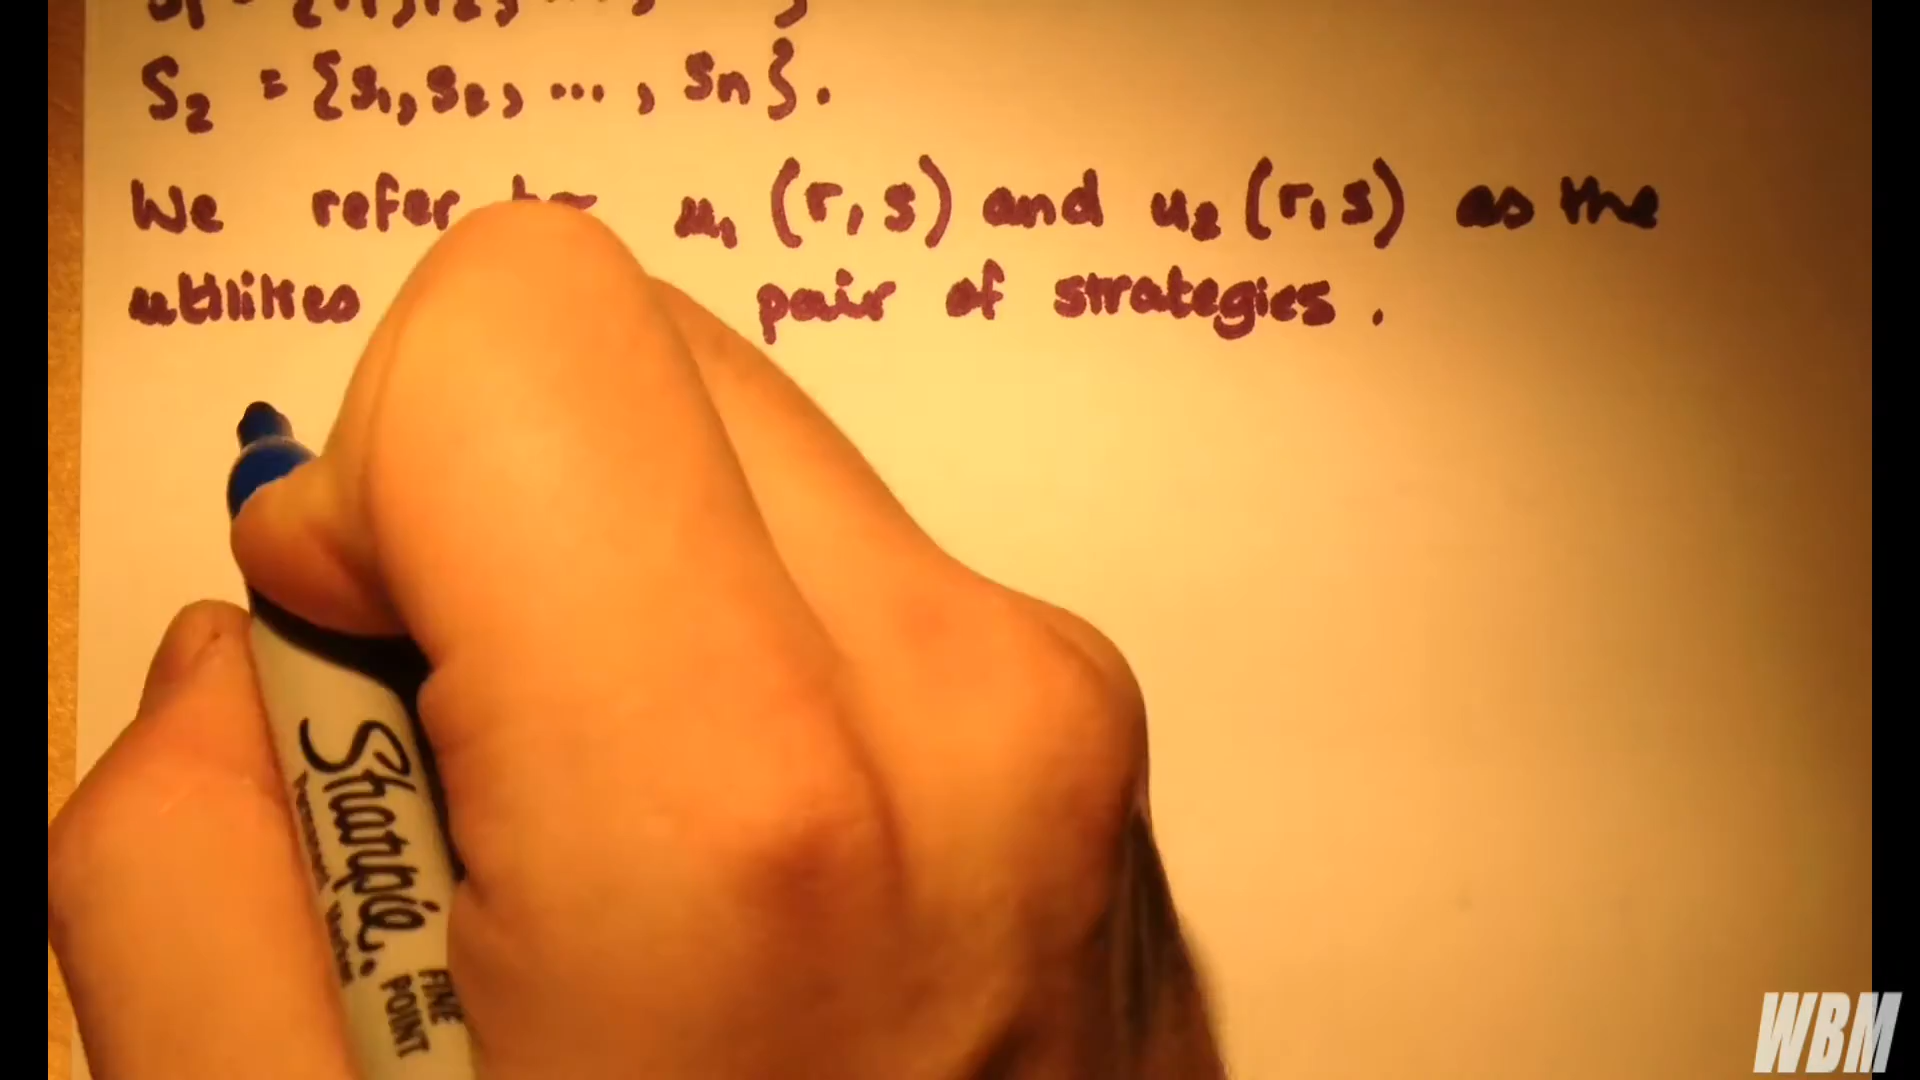 S₂ = {s₁, s₂, ... , sn}.
We refer u₁ (r, s) and u₂ (r, s) as the
utilities pair of strategies.
Sharpie.
FINE
POINT
WBM